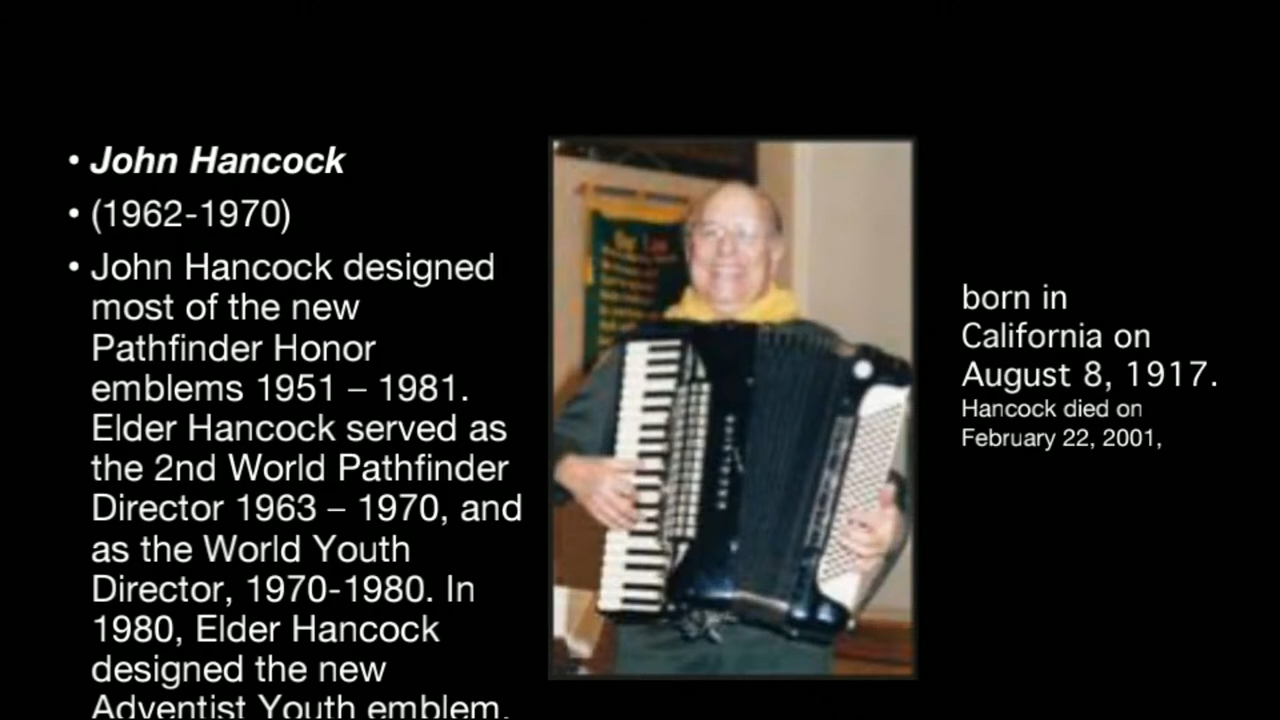 • John Hancock
• (1962-1970)
• John Hancock designed
most of the new
Pathfinder Honor
emblems 1951 – 1981.
Elder Hancock served as
the 2nd World Pathfinder
Director 1963 – 1970, and
as the World Youth
Director, 1970-1980. In
1980, Elder Hancock
designed the new
Adventist Youth emblem.
born in
California on
August 8, 1917.
Hancock died on
February 22, 2001,